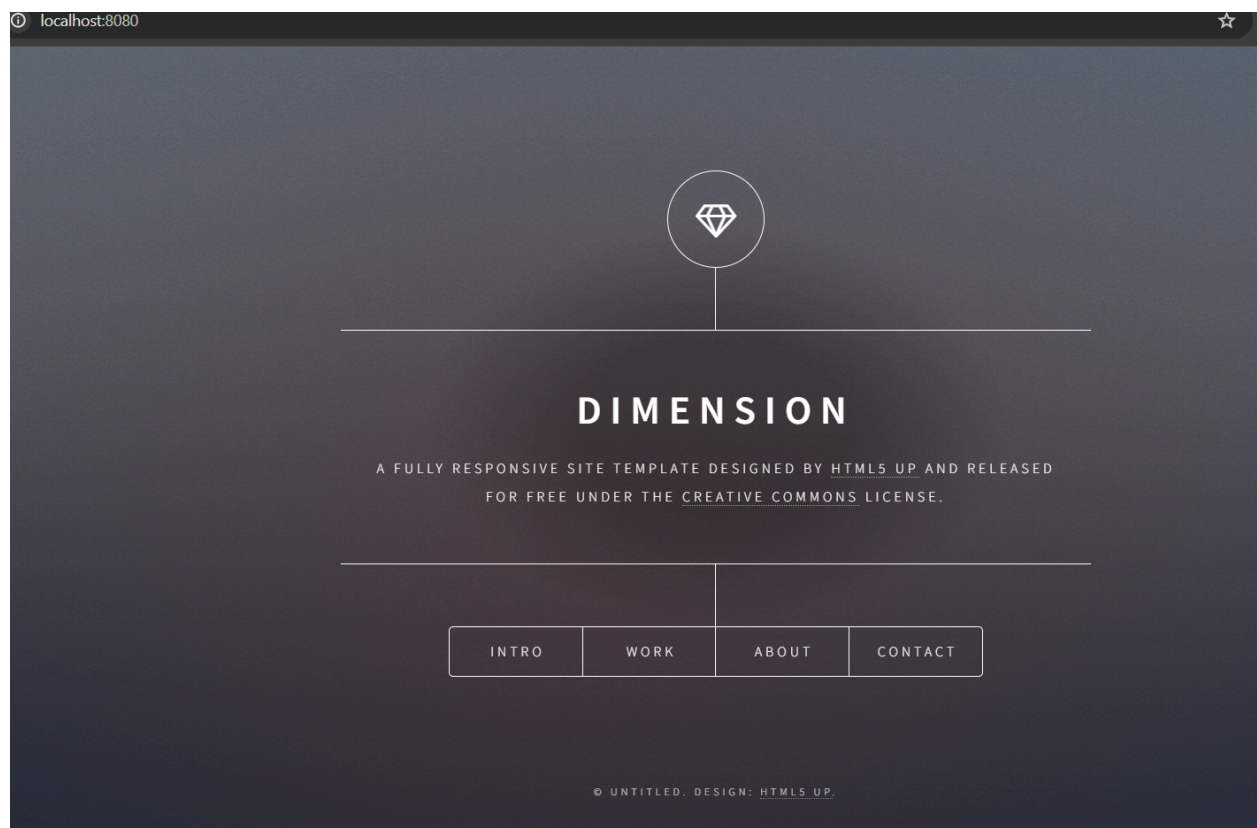 localhost:8080
DIMENSION
A FULLY RESPONSIVE SITE TEMPLATE DESIGNED BY HTML5 UP AND RELEASED
FOR FREE UNDER THE CREATIVE COMMONS LICENSE.
INTRO WORK ABOUT CONTACT
© UNTITLED. DESIGN: HTML5 UP.